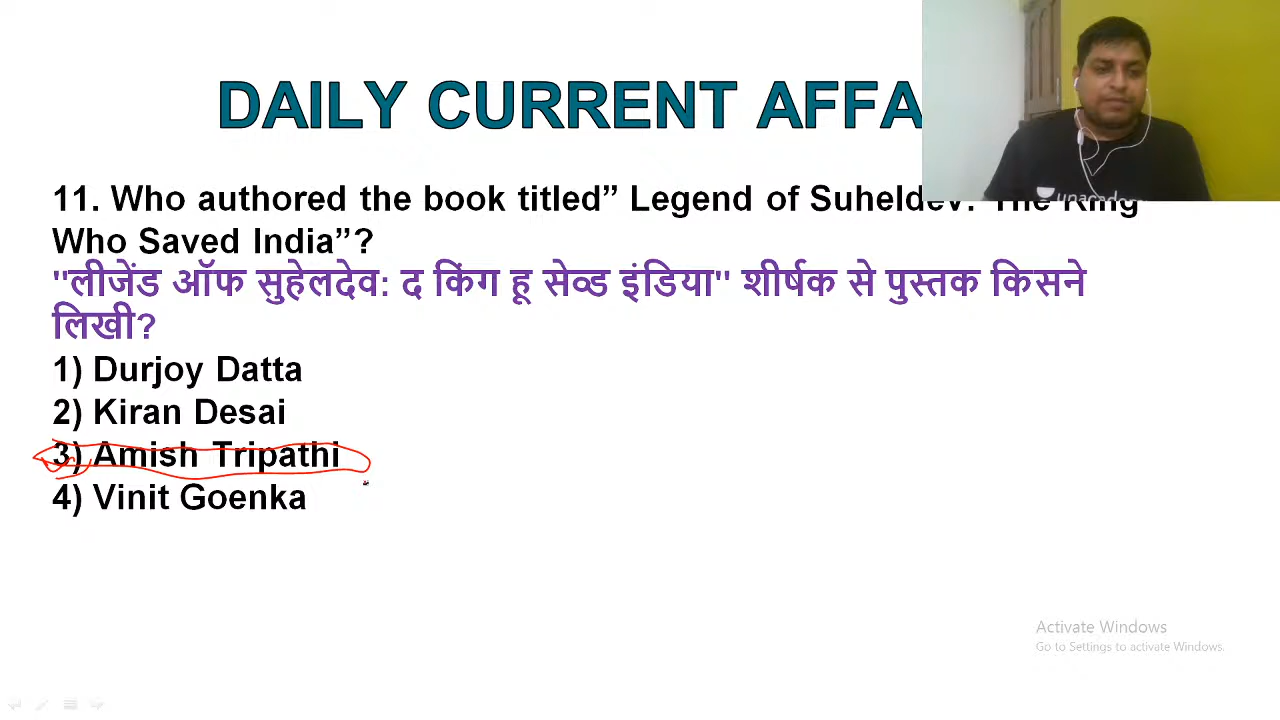 DAILY CURRENT AFFA
11. Who authored the book titled” Legend of Suheldev: The King
Who Saved India”?
"लीजेंड ऑफ सुहेलदेव: द किंग हू सेव्ड इंडिया" शीर्षक से पुस्तक किसने
लिखी?
1) Durjoy Datta
2) Kiran Desai
3) Amish Tripathi
4) Vinit Goenka
Activate Windows
Go to Settings to activate Windows.